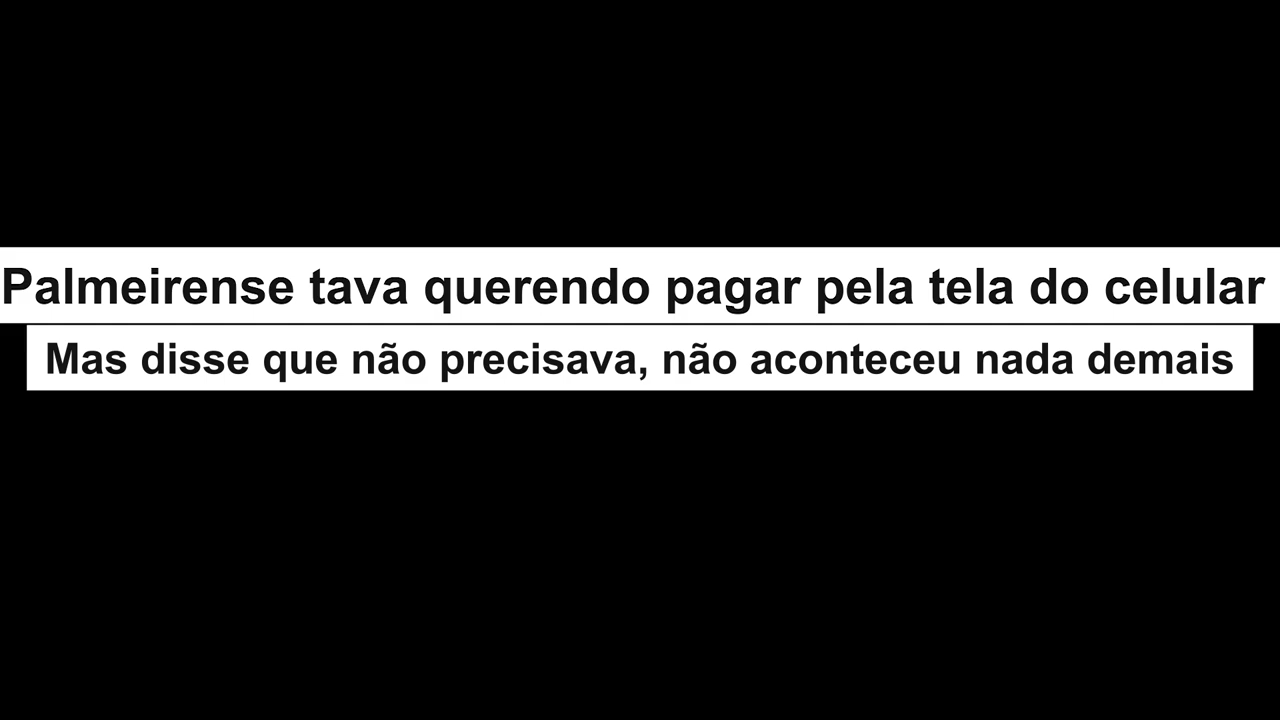 Palmeirense tava querendo pagar pela tela do celular
Mas disse que não precisava, não aconteceu nada demais